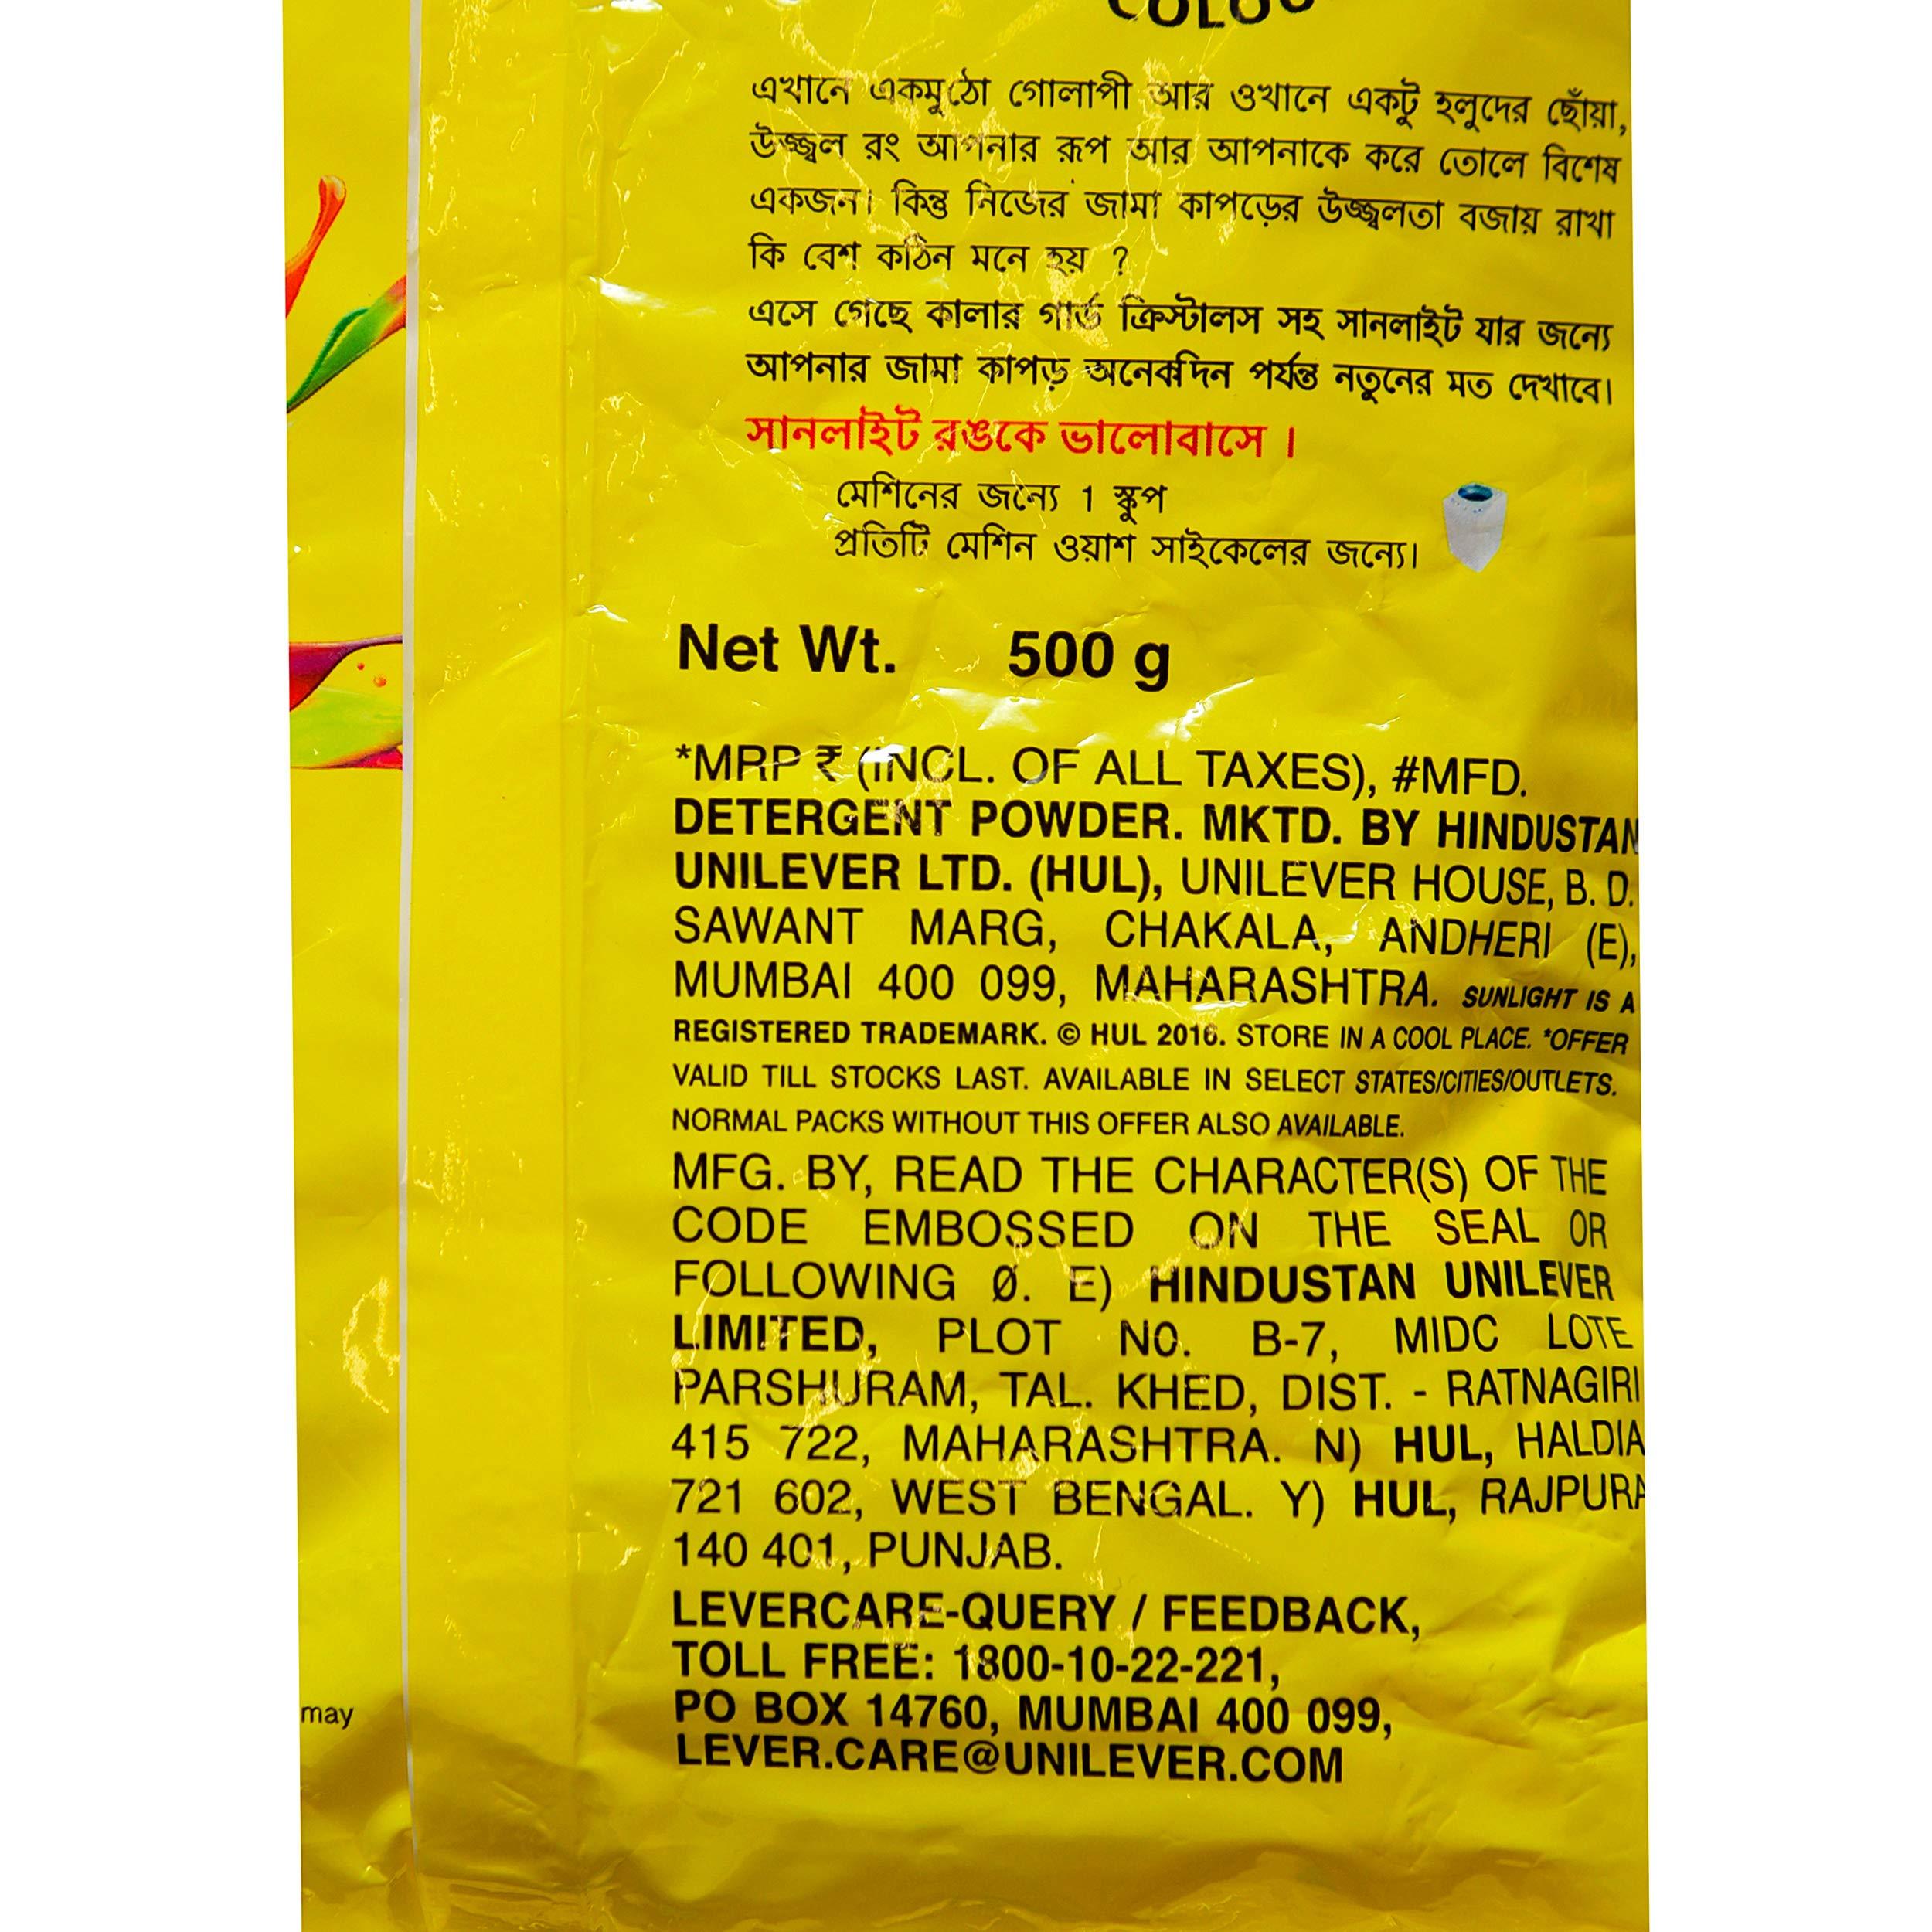 এখানে একমুঠো গোলাপী আর ওখানে একটু হলুদের ছোঁয়া,
উজ্জ্বল রং আপনার রূপ আর আপনাকে করে তোলে বিশেষ
একজন। কিন্তু নিজের জামা কাপড়ের উজ্জ্বলতা বজায় রাখা
কি বেশ কঠিন মনে হয় ?
এসে গেছে কালার গার্ড ক্রিস্টালস সহ সানলাইট যার জন্যে
আপনার জামা কাপড় অনেকদিন পর্যন্ত নতুনের মত দেখাবে।
সানলাইট রঙকে ভালোবাসে ।
মেশিনের জন্যে 1 স্কুপ
প্রতিটি মেশিন ওয়াশ সাইকেলের জন্যে।
Net Wt. 500 g
*MRP ₹ (INCL. OF ALL TAXES), #MFD.
DETERGENT POWDER. MKTD. BY HINDUSTAN
UNILEVER LTD. (HUL), UNILEVER HOUSE, B. D.
SAWANT MARG, CHAKALA, ANDHERI (E),
MUMBAI 400 099, MAHARASHTRA. SUNLIGHT IS A
REGISTERED TRADEMARK. © HUL 2016. STORE IN A COOL PLACE. *OFFER
VALID TILL STOCKS LAST. AVAILABLE IN SELECT STATES/CITIES/OUTLETS.
NORMAL PACKS WITHOUT THIS OFFER ALSO AVAILABLE.
MFG. BY, READ THE CHARACTER(S) OF THE
CODE EMBOSSED ON THE SEAL OR
FOLLOWING Ø. E) HINDUSTAN UNILEVER
LIMITED, PLOT NO. B-7, MIDC LOTE
PARSHURAM, TAL. KHED, DIST. - RATNAGIRI
415 722, MAHARASHTRA. N) HUL, HALDIA
721 602, WEST BENGAL. Y) HUL, RAJPURA
140 401, PUNJAB.
LEVERCARE-QUERY / FEEDBACK,
TOLL FREE: 1800-10-22-221,
PO BOX 14760, MUMBAI 400 099,
LEVER.CARE@UNILEVER.COM
may